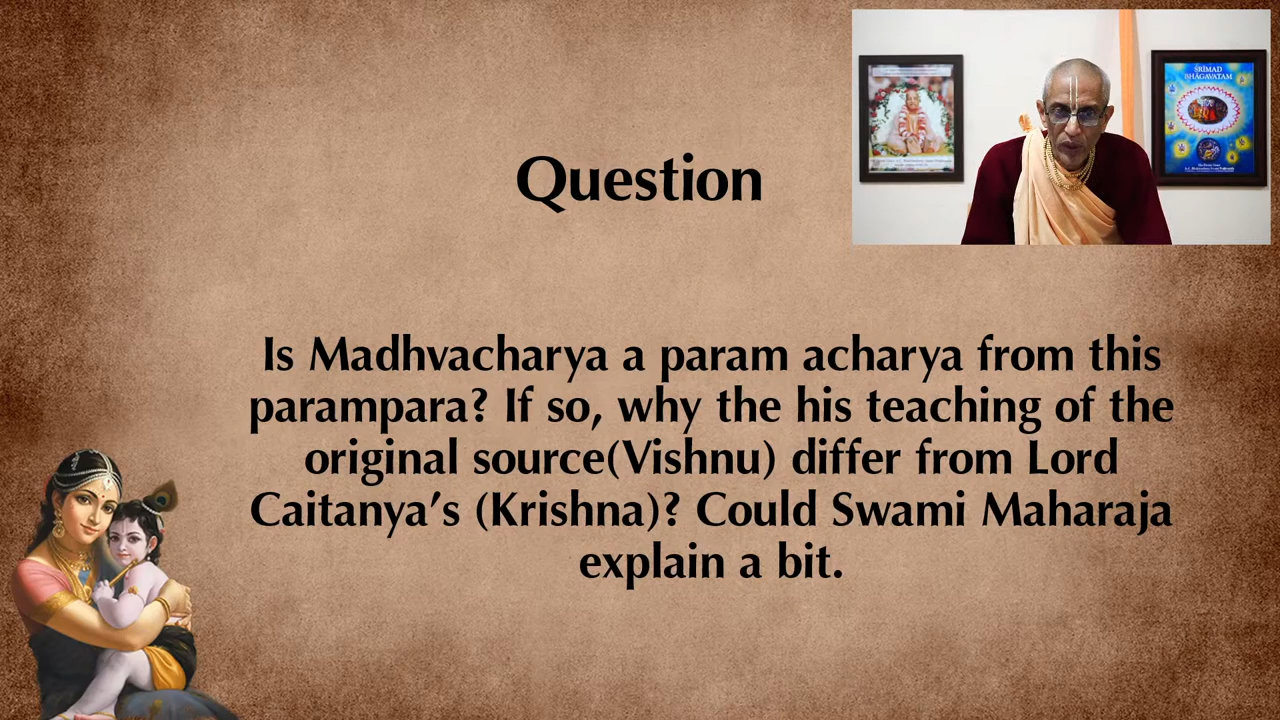 Question
SRIMAD
BHAGAVATAM
Is Madhvacharya a param acharya from this
parampara? If so, why the his teaching of the
original source(Vishnu) differ from Lord
Caitanya’s (Krishna)? Could Swami Maharaja
explain a bit.